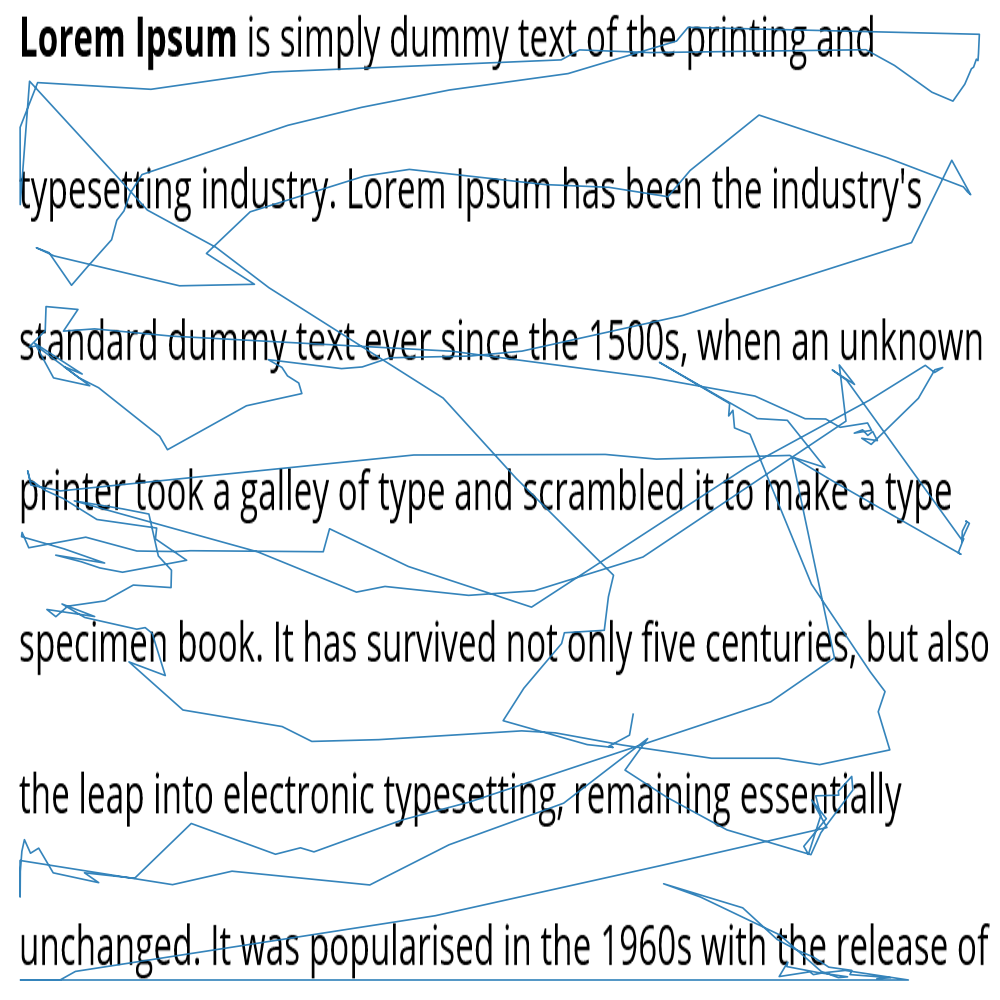 Lorem Ipsum is simply dummy text of the printing and
typesetting industry. Lorem Ipsum has been the industry's
standard dummy text ever since the 1500s, when an unknown
printer took a galley of type and scrambled it to make a type
specimen book. It has survived not only five centuries, but also
the leap into electronic typesetting, remaining essentially
unchanged. It was popularised in the 1960s with the release of